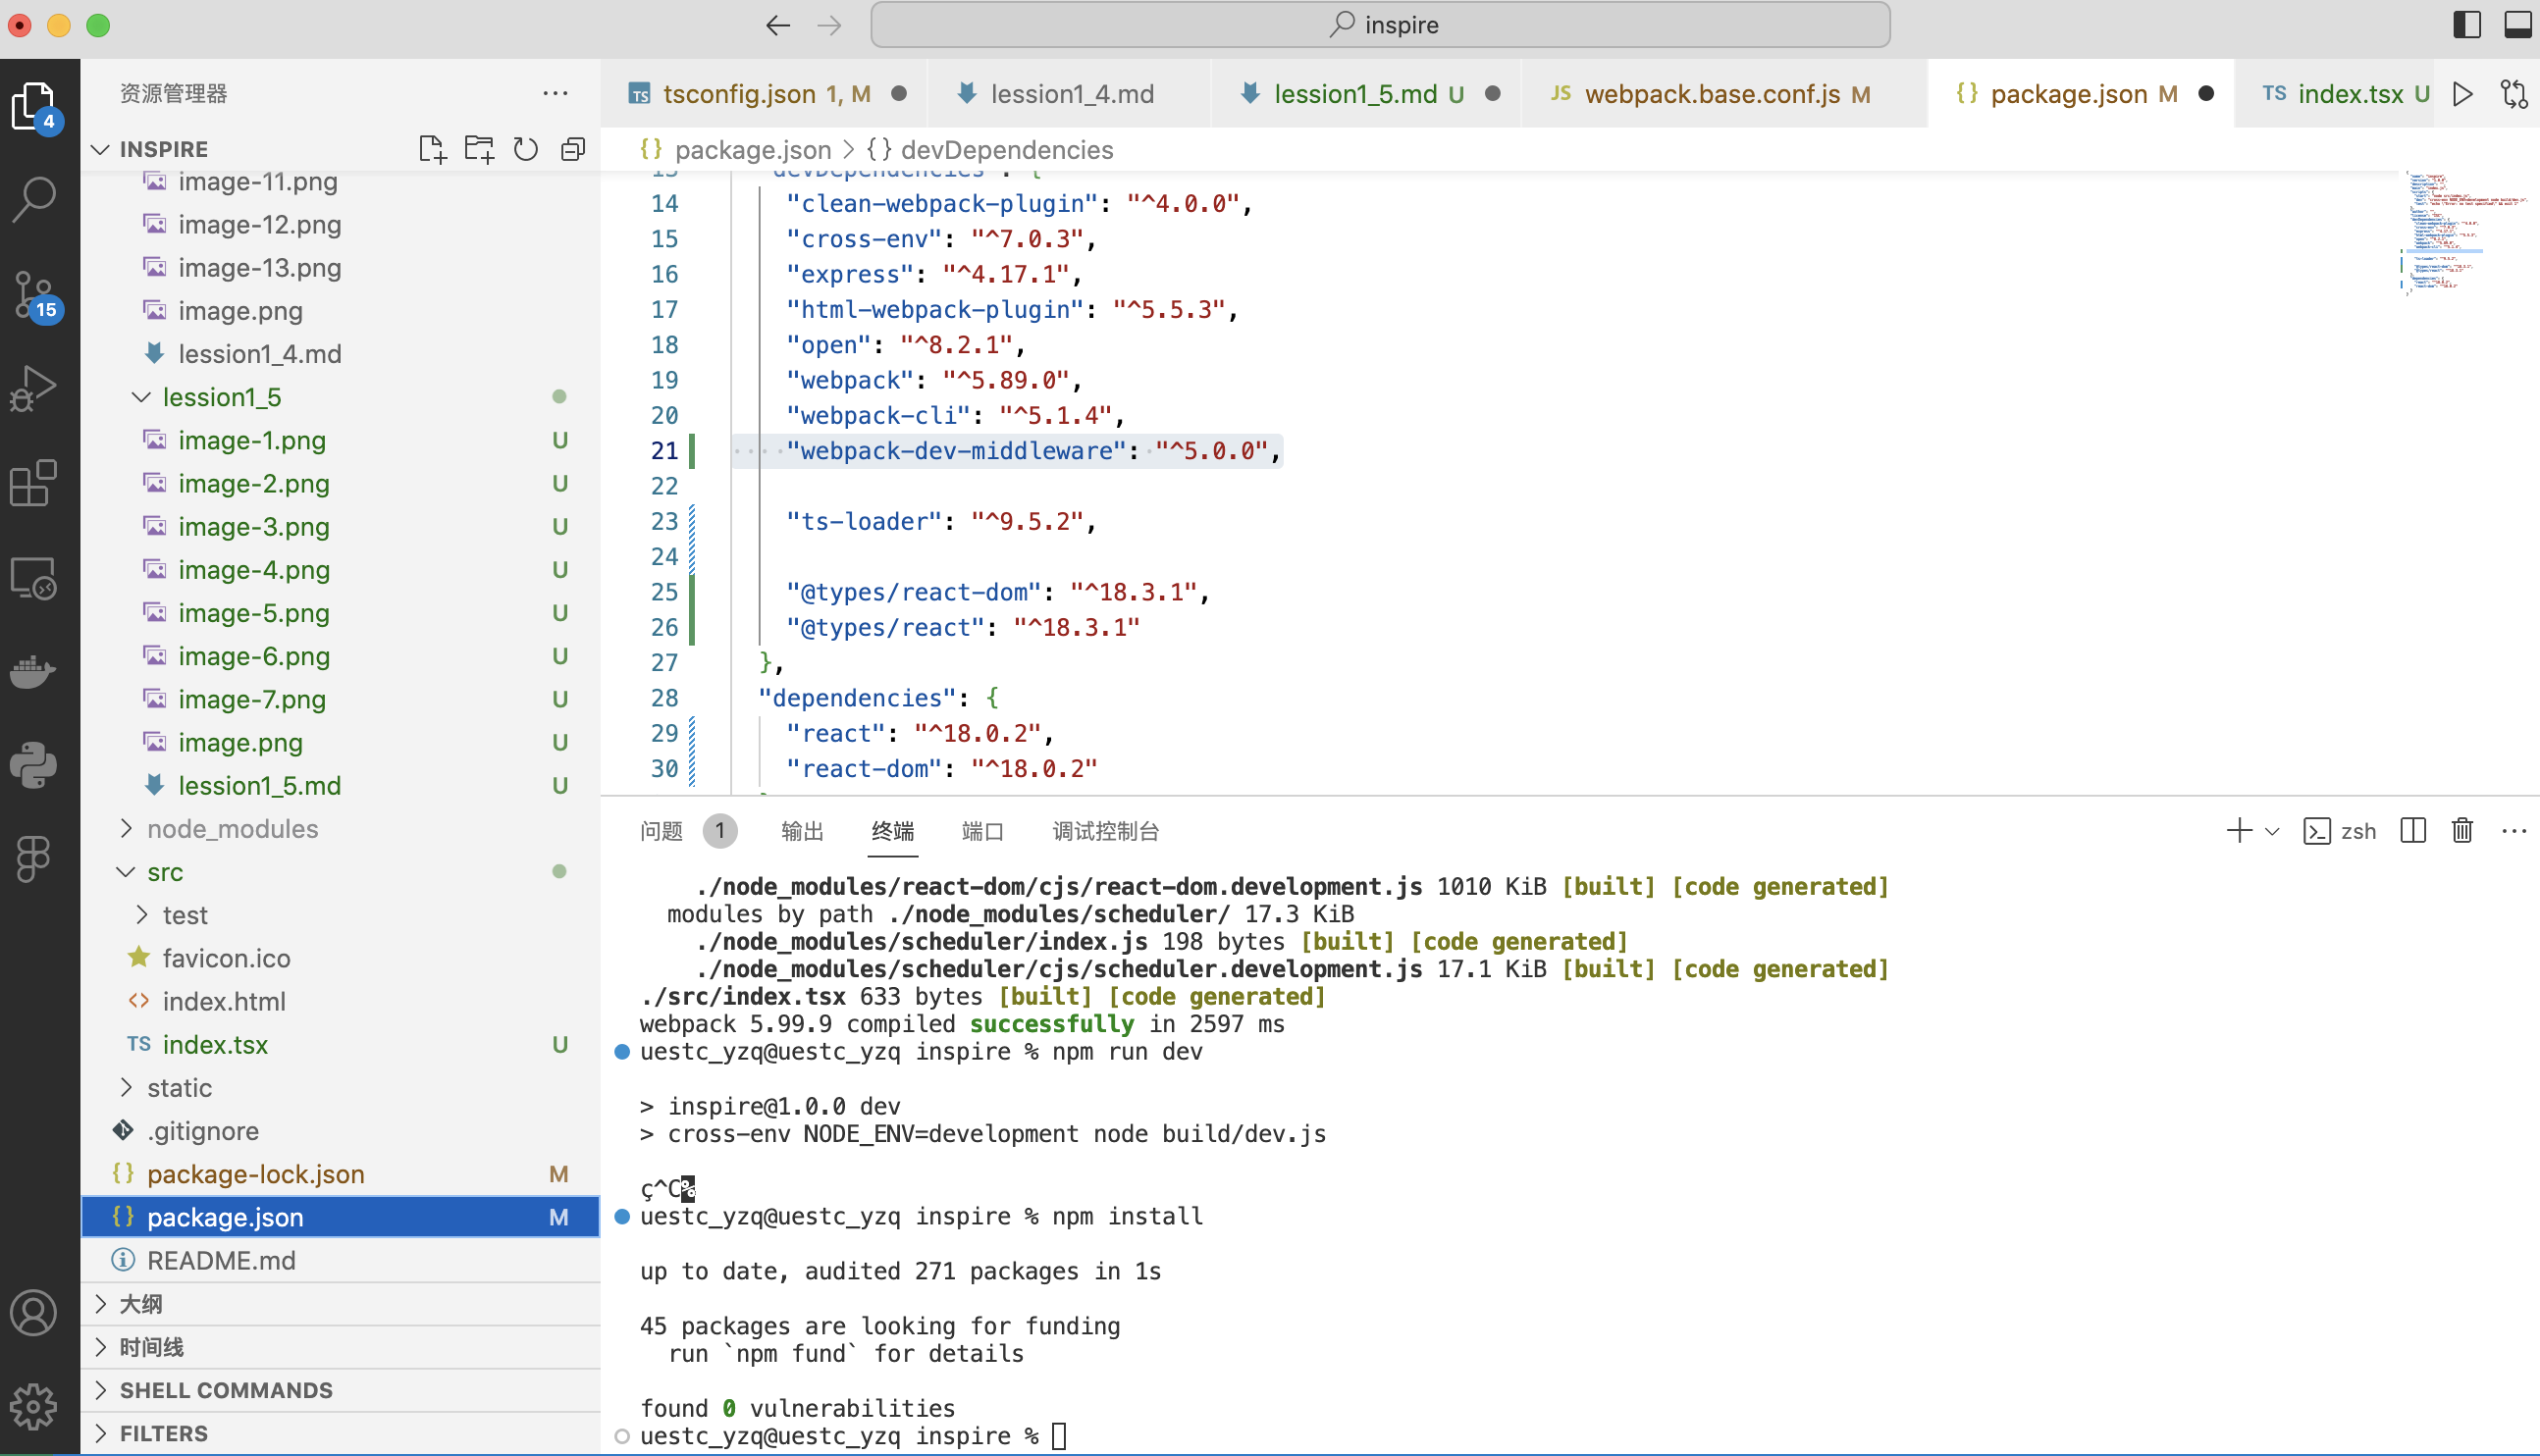 inspire
资源管理器
INSPIRE
image-11.png
image-12.png
image-13.png
image.png
lession1_4.md
lession1_5
image-1.png U
image-2.png U
image-3.png U
image-4.png U
image-5.png U
image-6.png U
image-7.png U
image.png U
lession1_5.md U
node_modules
src
test
favicon.ico
index.html
TS index.tsx U
static
.gitignore
{} package-lock.json M
{} package.json M
README.md
大纲
时间线
SHELL COMMANDS
FILTERS
4
15
TS tsconfig.json 1, M
lession1_4.md
lession1_5.md U
JS webpack.base.conf.js M
{} package.json M
TS index.tsx U
{} package.json > {} devDependencies
13 "devDependencies": {
14 "clean-webpack-plugin": "^4.0.0",
15 "cross-env": "^7.0.3",
16 "express": "^4.17.1",
17 "html-webpack-plugin": "^5.5.3",
18 "open": "^8.2.1",
19 "webpack": "^5.89.0",
20 "webpack-cli": "^5.1.4",
21 "webpack-dev-middleware": "^5.0.0",
22
23 "ts-loader": "^9.5.2",
24
25 "@types/react-dom": "^18.3.1",
26 "@types/react": "^18.3.1"
27 },
28 "dependencies": {
29 "react": "^18.0.2",
30 "react-dom": "^18.0.2"
问题 1 输出 终端 端口 调试控制台
zsh
./node_modules/react-dom/cjs/react-dom.development.js 1010 KiB [built] [code generated]
modules by path ./node_modules/scheduler/ 17.3 KiB
./node_modules/scheduler/index.js 198 bytes [built] [code generated]
./node_modules/scheduler/cjs/scheduler.development.js 17.1 KiB [built] [code generated]
./src/index.tsx 633 bytes [built] [code generated]
webpack 5.99.9 compiled successfully in 2597 ms
uestc_yzq@uestc_yzq inspire % npm run dev
> inspire@1.0.0 dev
> cross-env NODE_ENV=development node build/dev.js
ç^C%
uestc_yzq@uestc_yzq inspire % npm install
up to date, audited 271 packages in 1s
45 packages are looking for funding
run `npm fund` for details
found 0 vulnerabilities
uestc_yzq@uestc_yzq inspire %